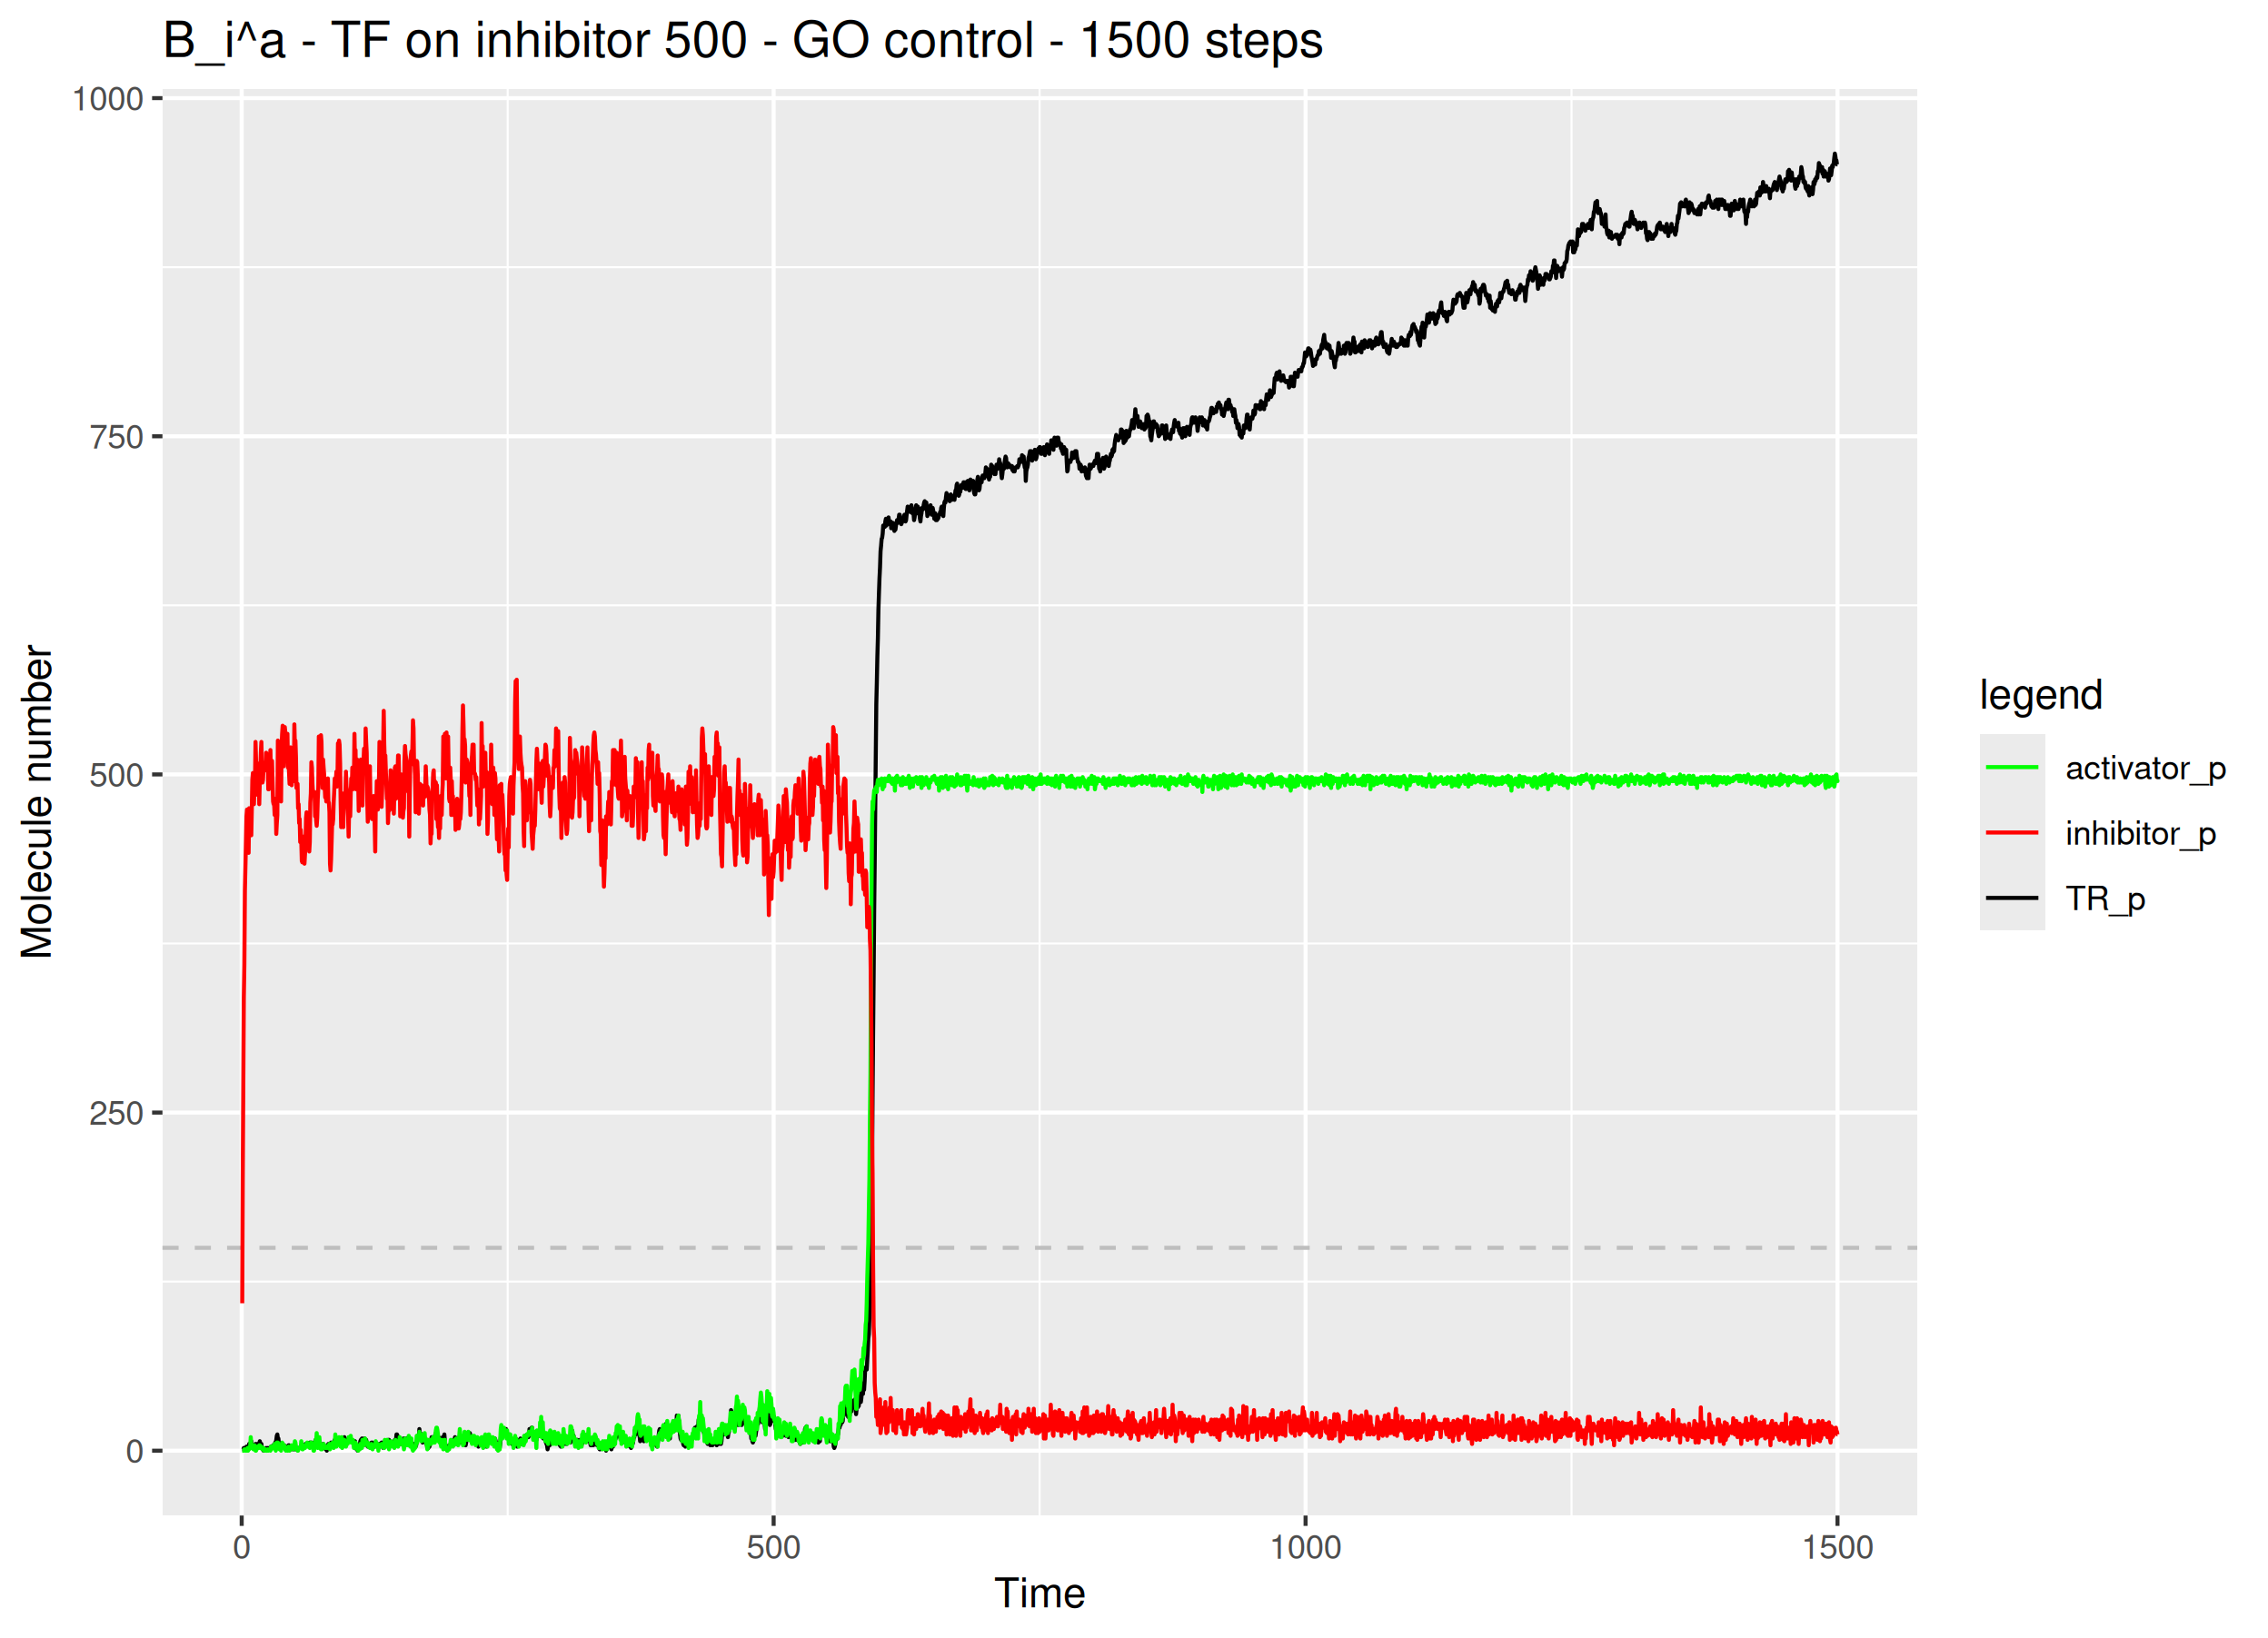 B_i^a - TF on inhibitor 500 - GO control - 1500 steps
1000
750
500
250
0
Molecule number
0 500 1000 1500
Time
legend
activator_p
inhibitor_p
TR_p